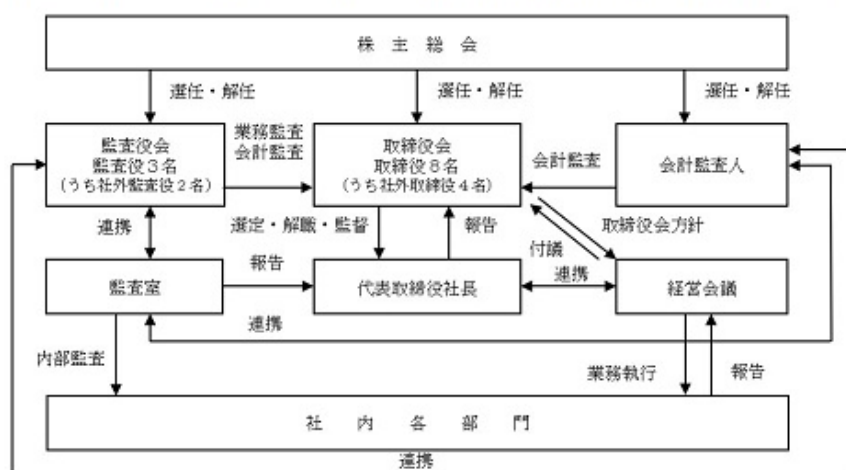 株主総会
選任・解任
選任・解任
選任・解任
監査役会
監査役3名
(うち社外監査役2名)
業務監査
会計監査
取締役会
取締役8名
(うち社外取締役4名)
会計監査
会計監査人
連携
選定・解職・監督
報告
付議
取締役会方針
監査室
報告
代表取締役社長
連携
経営会議
連携
内部監査
業務執行
報告
社内各部門
連携